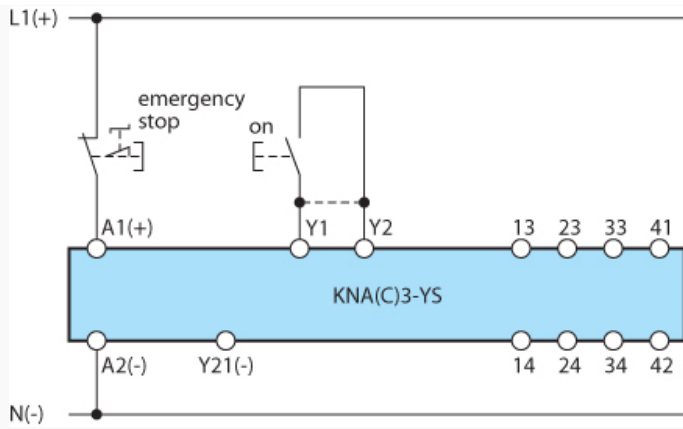 L1(+)
emergency
stop
on
A1(+)
Y1
Y2
13
23
33
41
KNA(C)3-YS
A2(-)
Y21(-)
14
24
34
42
N(-)